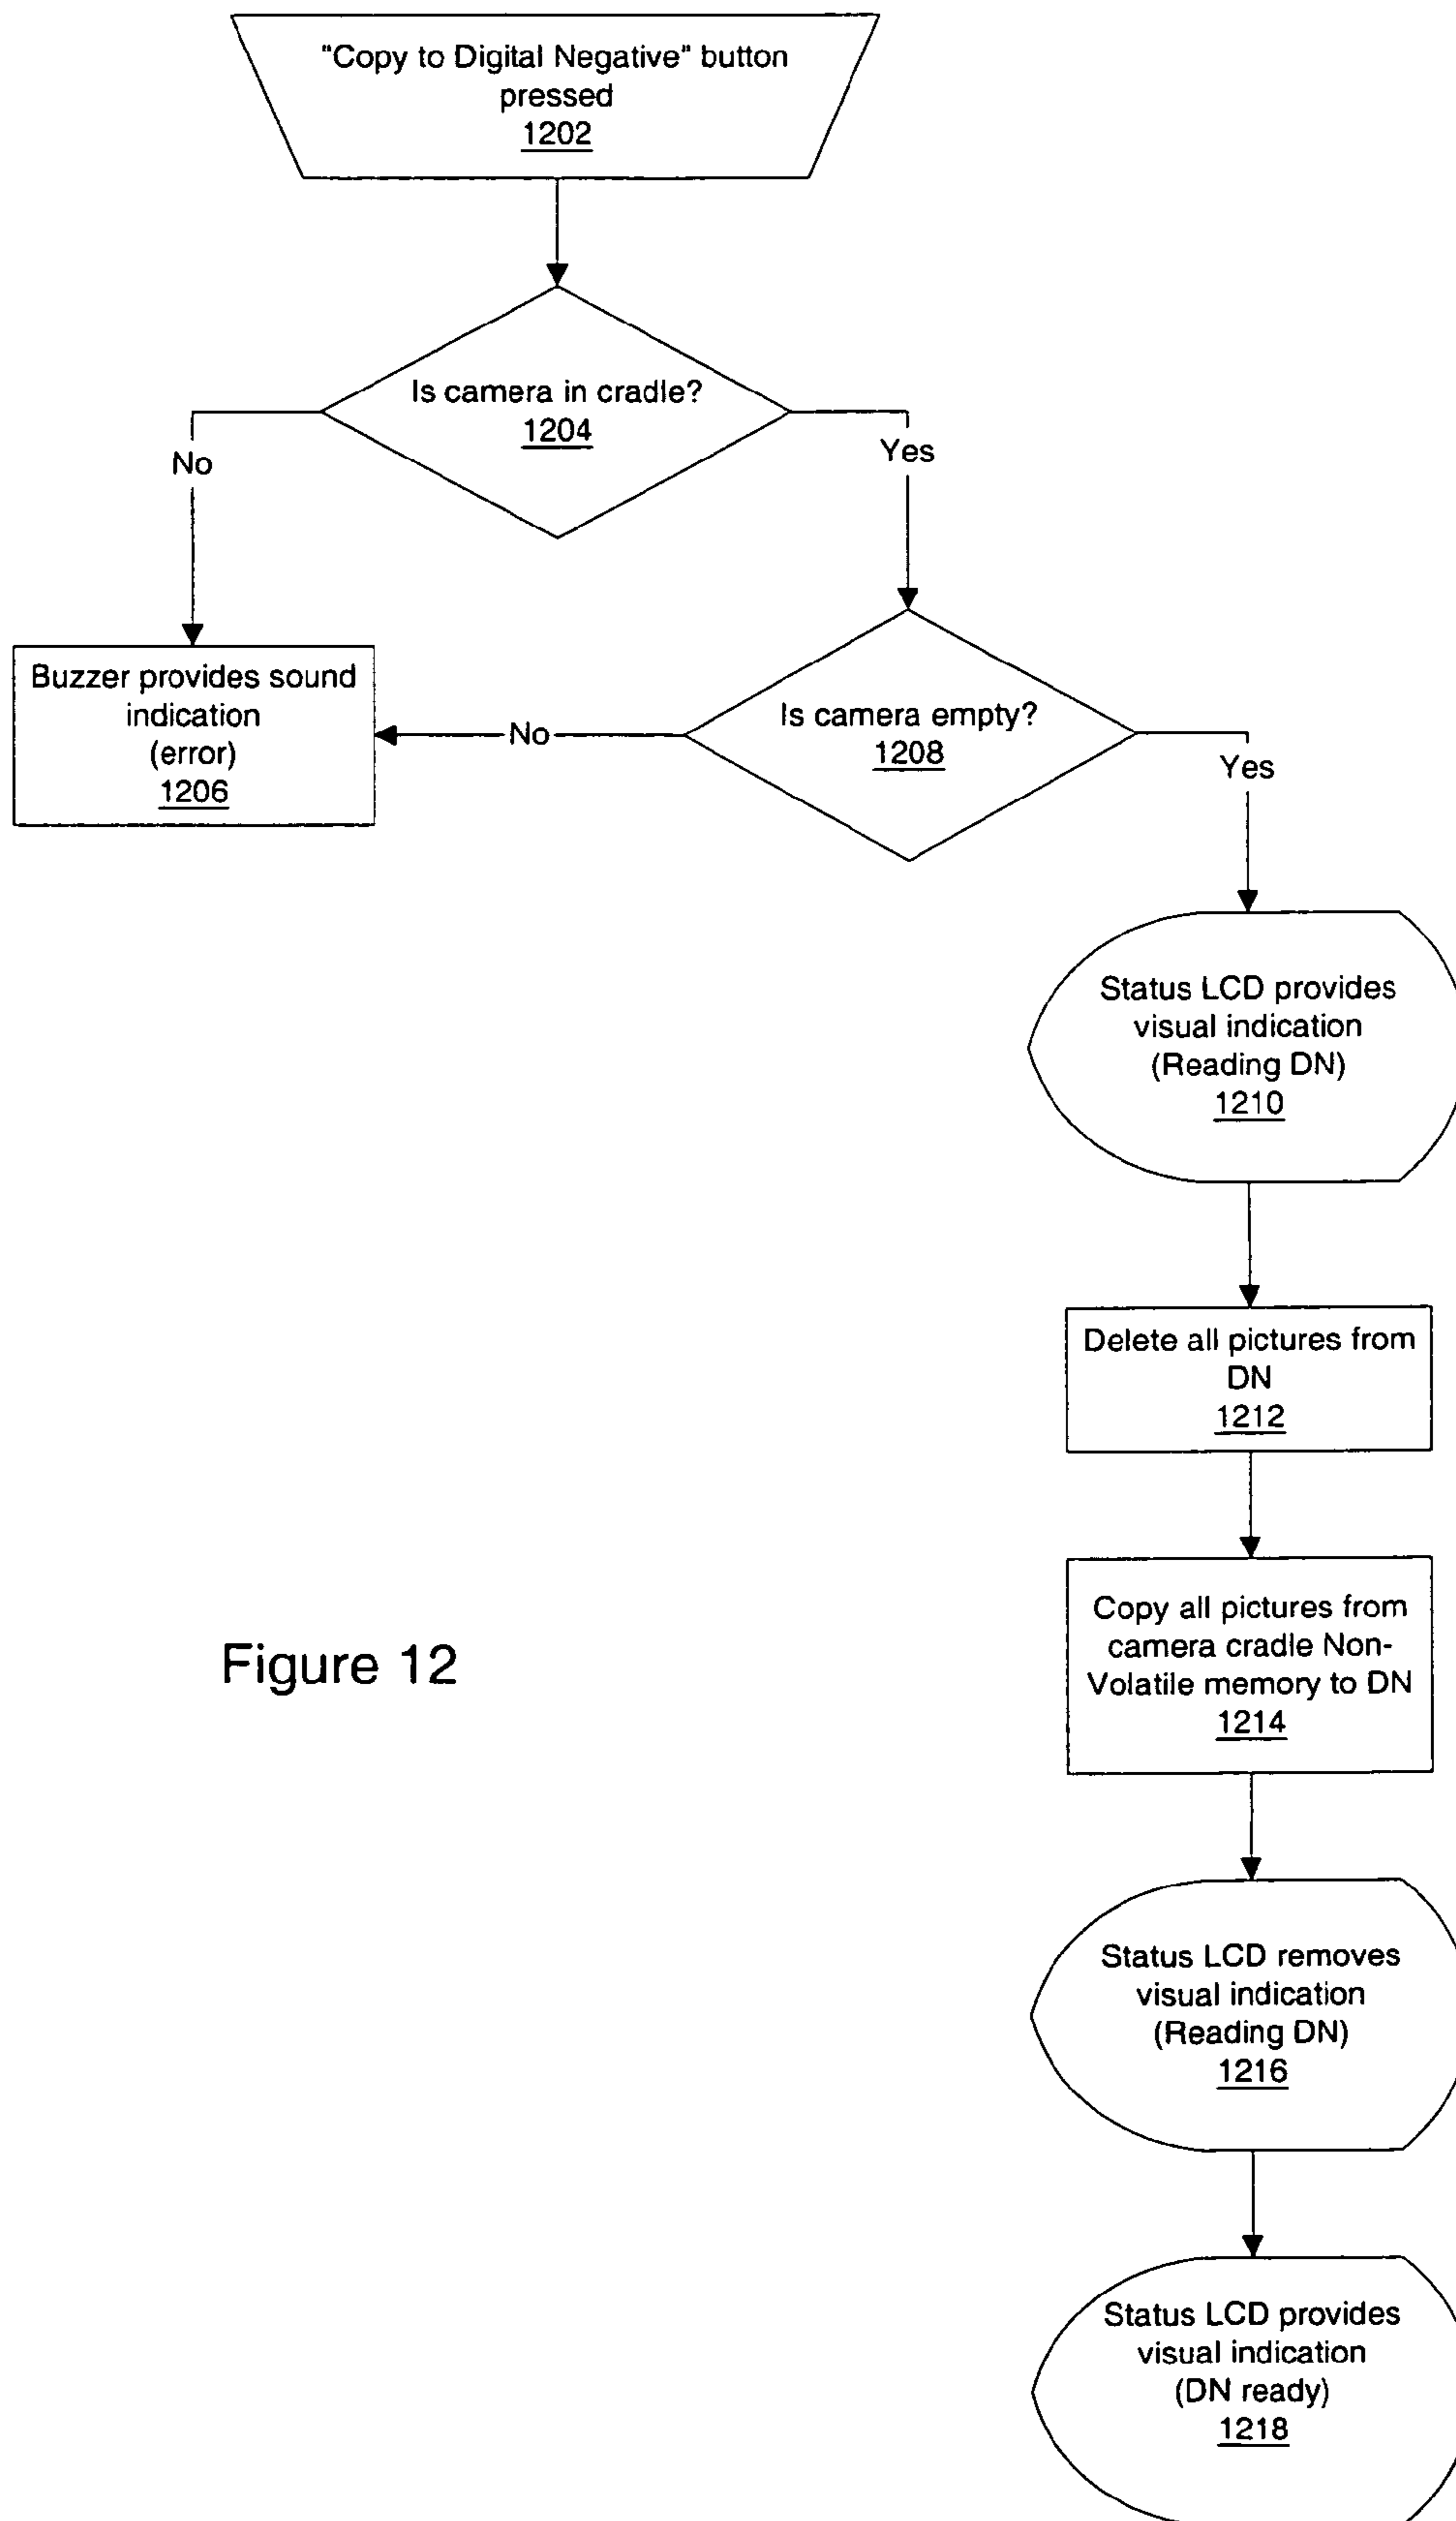 "Copy to Digital Negative" button
pressed
1202
Is camera in cradle?
1204
No
Yes
Buzzer provides sound
indication
(error)
1206
Is camera empty?
1208
No
Yes
Status LCD provides
visual indication
(Reading DN)
1210
Delete all pictures from
DN
1212
Copy all pictures from
camera cradle Non-
Volatile memory to DN
1214
Figure 12
Status LCD removes
visual indication
(Reading DN)
1216
Status LCD provides
visual indication
(DN ready)
1218